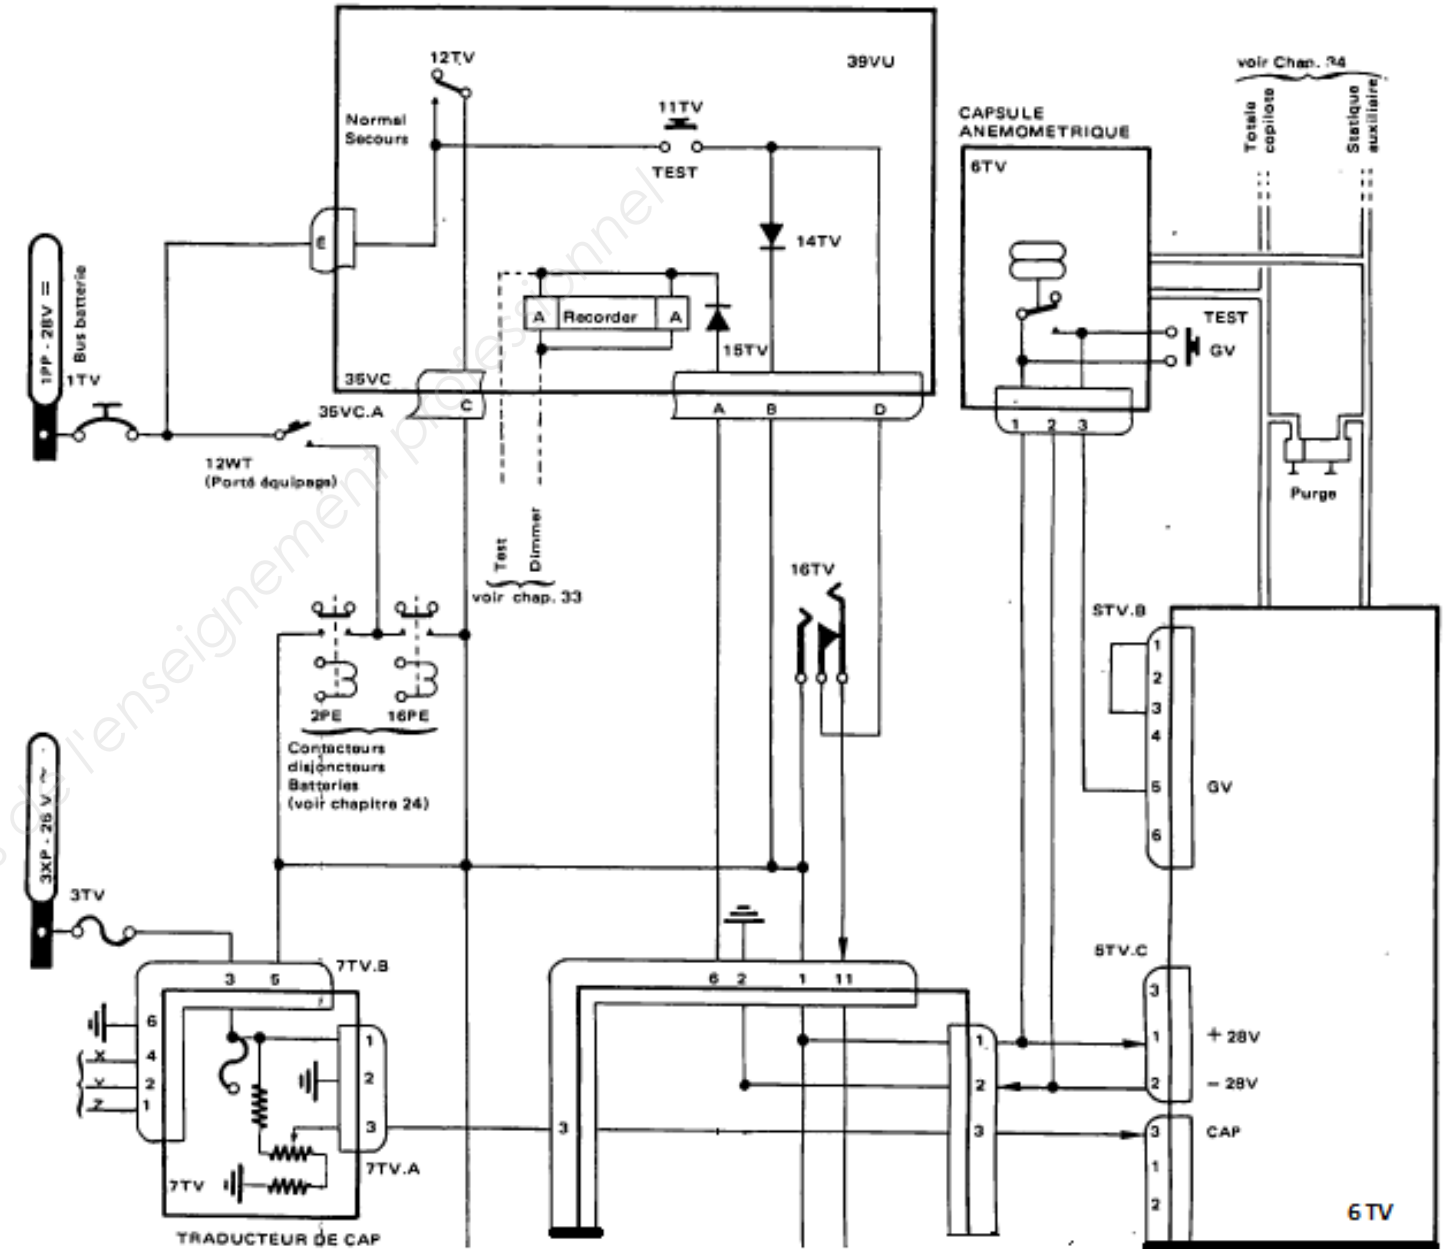 12TV
39VU
voir Chap. 34
Totale
copilote
Statique
auxiliaire
Normal
Secours
11TV
TEST
CAPSULE
ANEMOMETRIQUE
6TV
E
14TV
1PP - 28V =
Bus batterie
1TV
A Recorder A
15TV
TEST
GV
35VC
35VC.A
C
A B D
1 2 3
12WT
(Porté équipage)
Purge
Test
Dimmer
voir chap. 33
16TV
STV.B
1
2
3
4
5
6
GV
2PE 16PE
Contacteurs
disjoncteurs
Batteries
(voir chapitre 24)
3XP - 26 V ~
3TV
7TV.B
3 5
6 2 1 11
5TV.C
3
1
2
+ 28V
- 28V
6
4
2
1
X
Y
Z
1
2
3
3
1
2
3
3
1
2
CAP
7TV
7TV.A
6 TV
TRADUCTEUR DE CAP
de l'enseignement professionnel